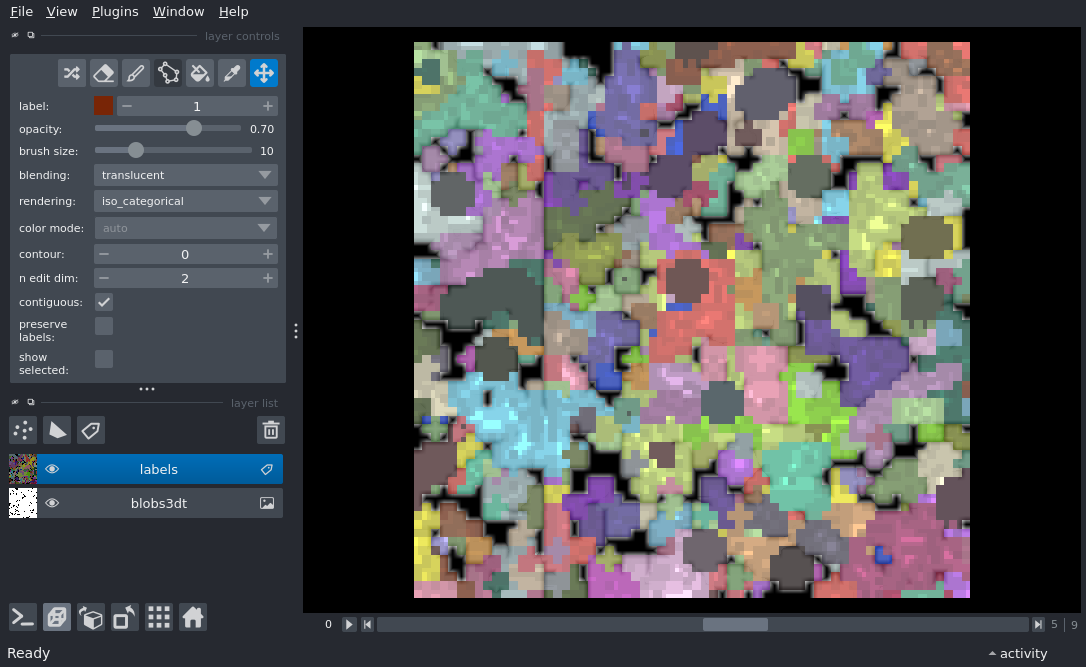 File View Plugins Window Help
layer controls
label: 1
opacity: 0.70
brush size: 10
blending: translucent
rendering: iso_categorical
color mode: auto
contour: 0
n edit dim: 2
contiguous:
preserve
labels:
show
selected:
layer list
labels
blobs3dt
0 5 9
Ready activity